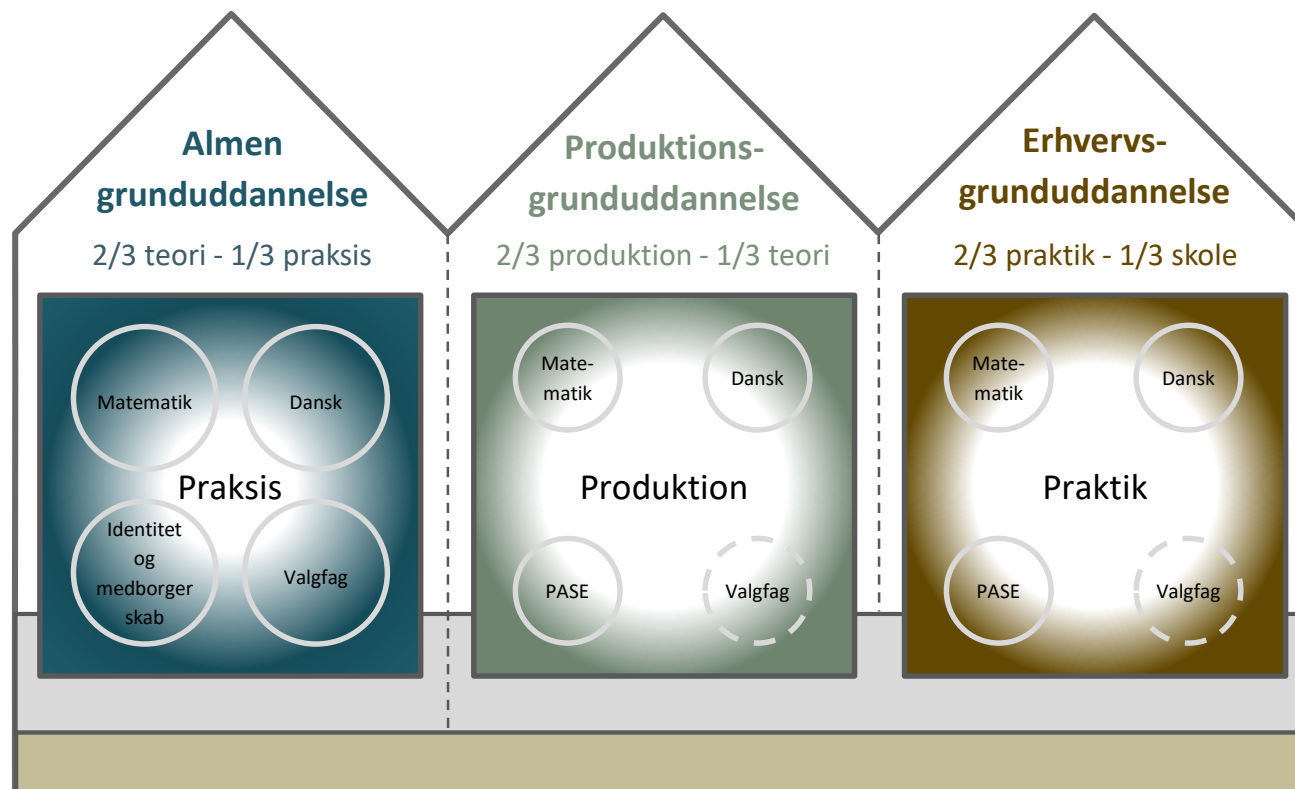 Almen
grunduddannelse
2/3 teori - 1/3 praksis
Matematik
Dansk
Praksis
Identitet
og
medborger
skab
Valgfag
Produktions-
grunduddannelse
2/3 produktion - 1/3 teori
Mate-
matik
Dansk
Produktion
PASE
Valgfag
Erhvervs-
grunduddannelse
2/3 praktik - 1/3 skole
Mate-
matik
Dansk
Praktik
PASE
Valgfag